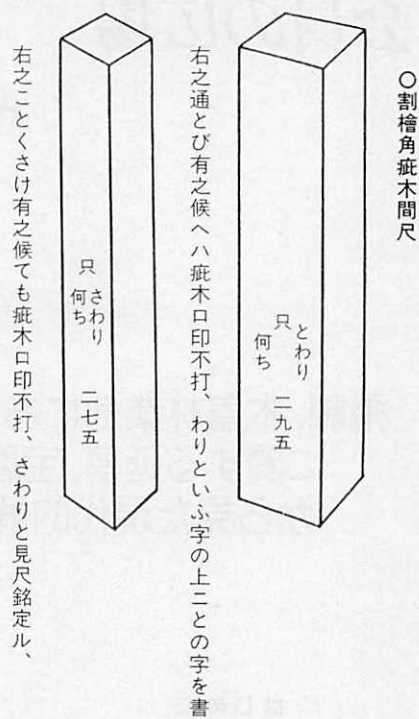 〇割檜角疵木間尺
とわり
只　二九五
何ち
右之通とび有之候へハ疵木口印不打、わりといふ字の上ニとの字を書
さわり
只　二七五
何ち
右之ことくさけ有之候ても疵木口印不打、さわりと見尺銘定ル、